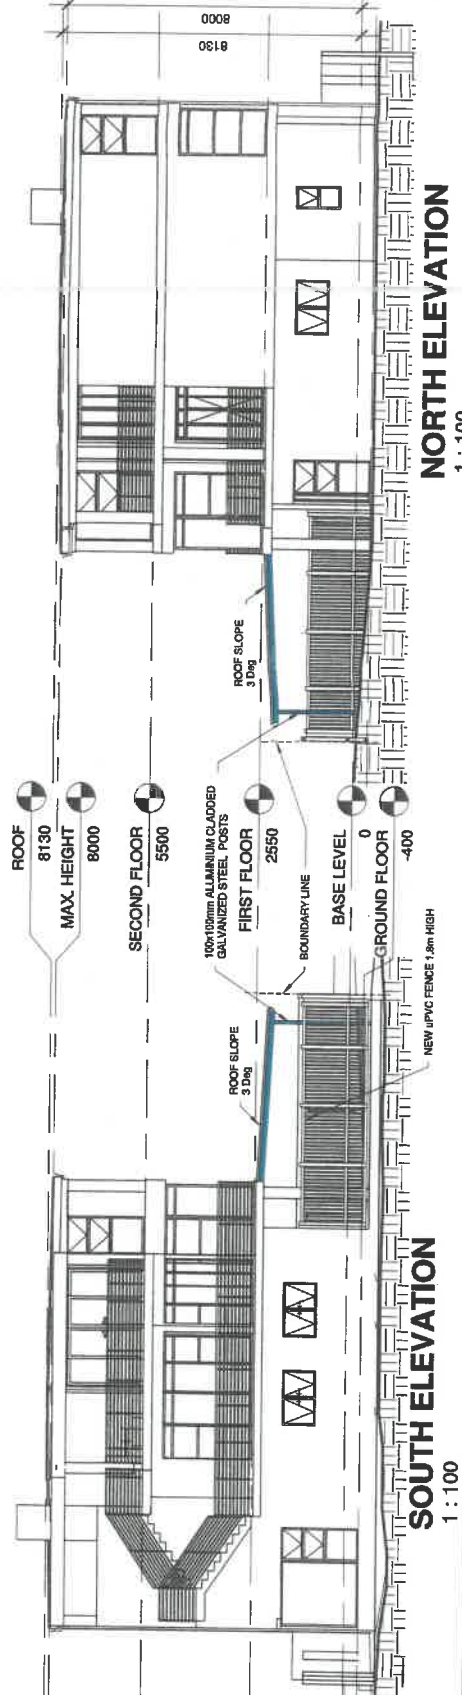 SOUTH ELEVATION
1 : 100
ROOF SLOPE
3 Deg
NEW uPVC FENCE 1.8m HIGH
BOUNDARY LINE
100x100mm ALUMINIUM CLADDED
GALVANIZED STEEL POSTS
ROOF
8130
MAX. HEIGHT
8000
SECOND FLOOR
5500
FIRST FLOOR
2550
BASE LEVEL
0
GROUND FLOOR
-400
ROOF SLOPE
3 Deg
NORTH ELEVATION
1 : 100
8130
8000